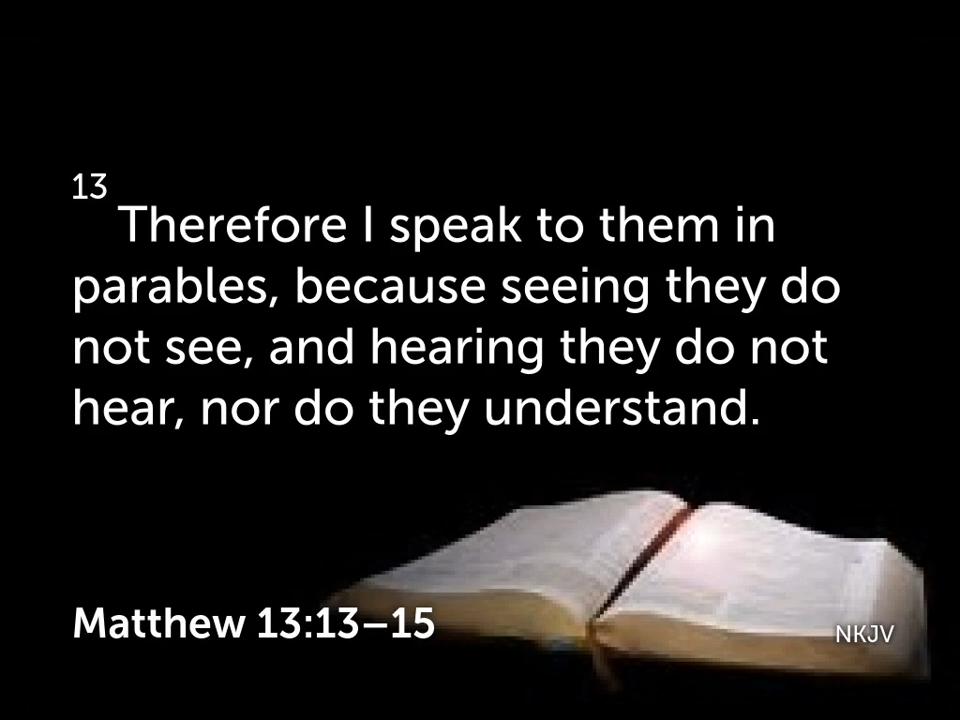 13
Therefore I speak to them in
parables, because seeing they do
not see, and hearing they do not
hear, nor do they understand.
Matthew 13:13–15
NKJV